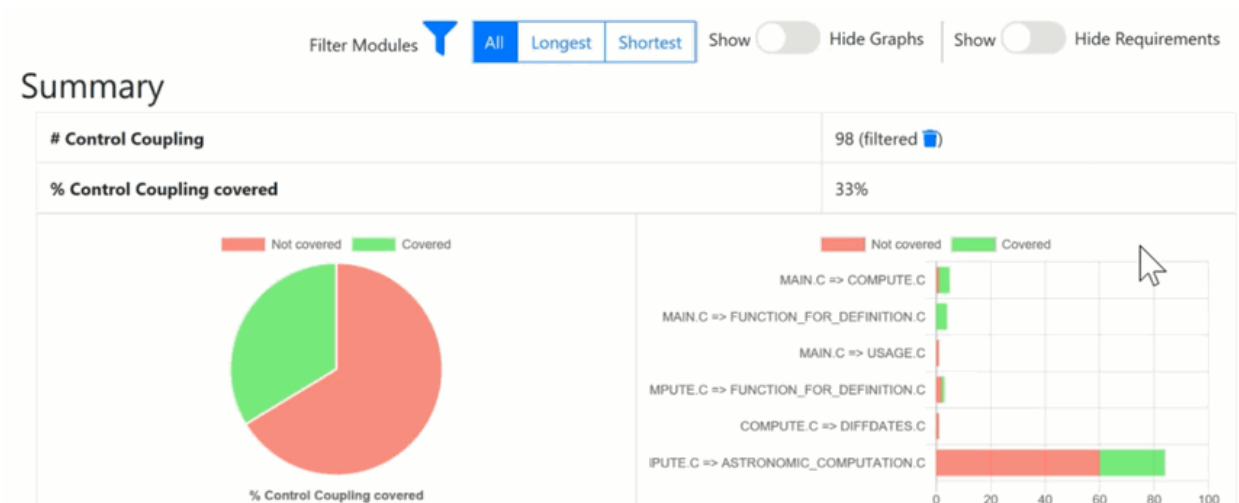 Filter Modules All Longest Shortest Show Hide Graphs Show Hide Requirements
Summary
# Control Coupling 98 (filtered )
% Control Coupling covered 33%
Not covered Covered
% Control Coupling covered
Not covered Covered
MAIN.C => COMPUTE.C
MAIN.C => FUNCTION_FOR_DEFINITION.C
MAIN.C => USAGE.C
MPUTE.C => FUNCTION_FOR_DEFINITION.C
COMPUTE.C => DIFFDATES.C
IPUTE.C => ASTRONOMIC_COMPUTATION.C
0 20 40 60 80 100